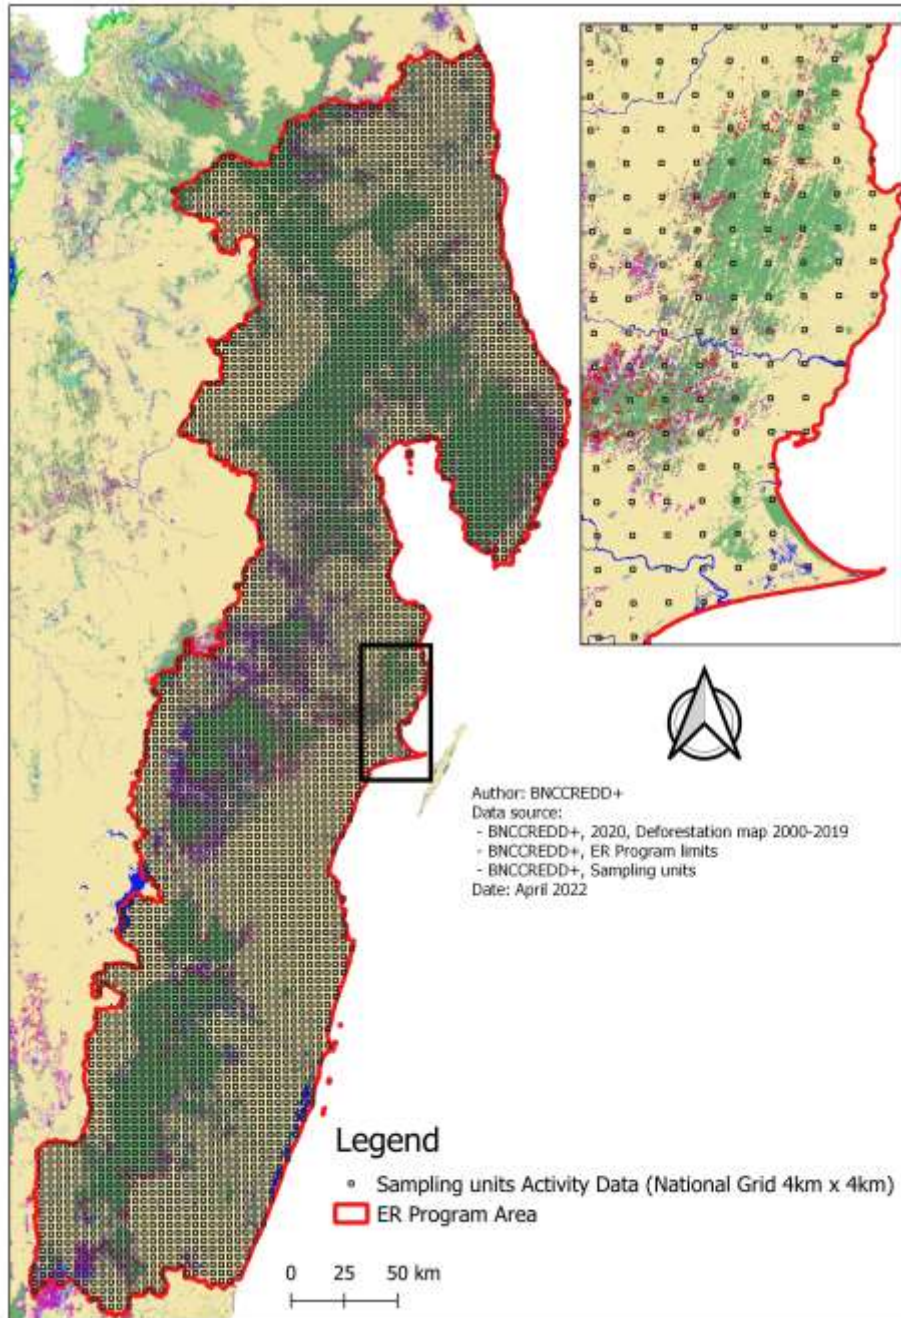 Author: BNCCREDD+
Data source:
- BNCCREDD+, 2020, Deforestation map 2000-2019
- BNCCREDD+, ER Program limits
- BNCCREDD+, Sampling units
Date: April 2022
Legend
Sampling units Activity Data (National Grid 4km x 4km)
ER Program Area
0 25 50 km